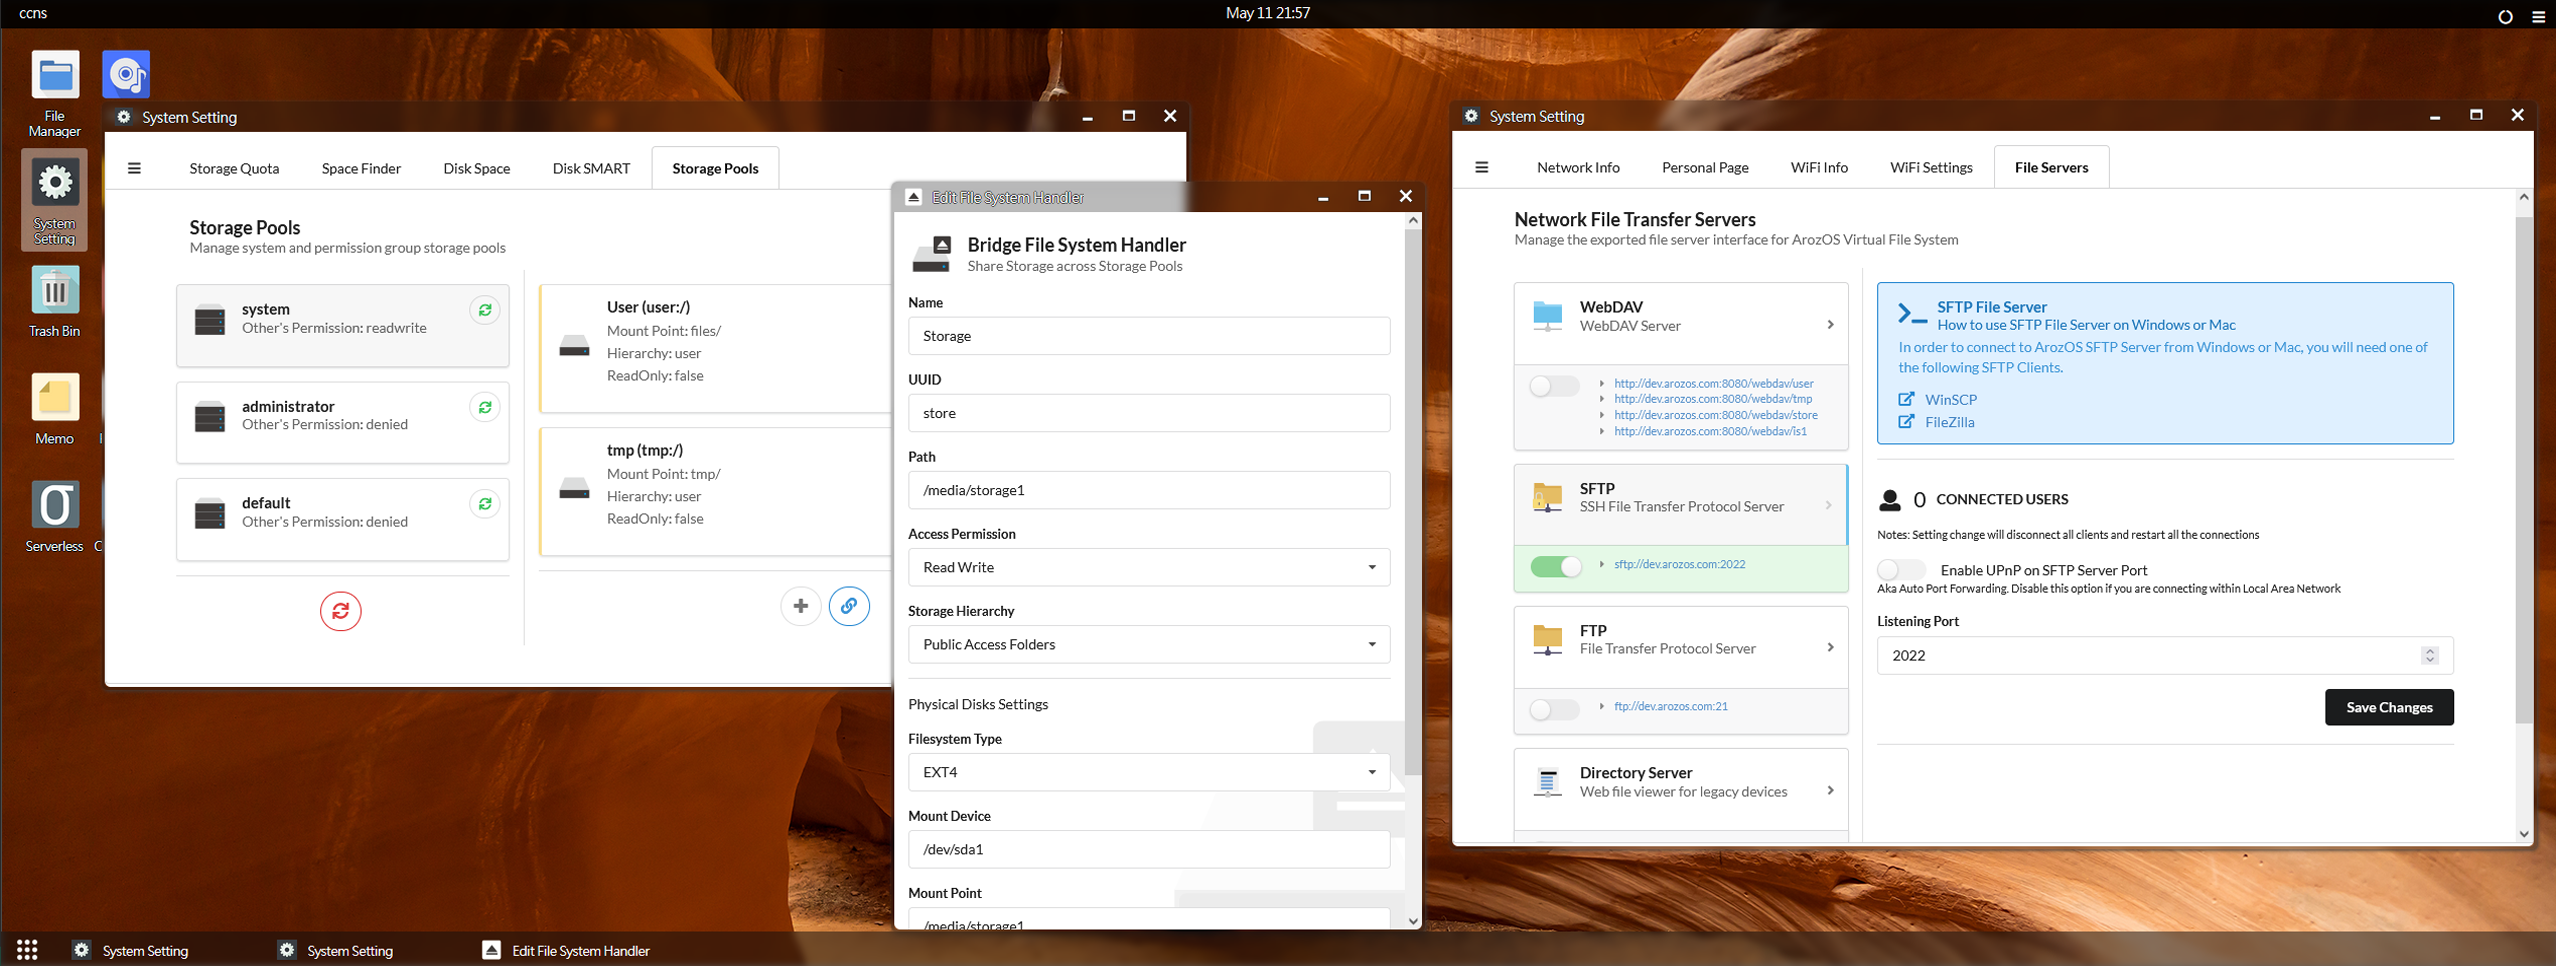 ccns
May 11 21:57
File
Manager
System
Setting
Trash Bin
Memo
Serverless
System Setting
Storage Quota
Space Finder
Disk Space
Disk SMART
Storage Pools
Storage Pools
Manage system and permission group storage pools
system
Other's Permission: readwrite
administrator
Other's Permission: denied
default
Other's Permission: denied
User (user:/)
Mount Point: files/
Hierarchy: user
ReadOnly: false
tmp (tmp:/)
Mount Point: tmp/
Hierarchy: user
ReadOnly: false
Edit File System Handler
Bridge File System Handler
Share Storage across Storage Pools
Name
Storage
UUID
store
Path
/media/storage1
Access Permission
Read Write
Storage Hierarchy
Public Access Folders
Physical Disks Settings
Filesystem Type
EXT4
Mount Device
/dev/sda1
Mount Point
/media/storage1
System Setting
Network Info
Personal Page
WiFi Info
WiFi Settings
File Servers
Network File Transfer Servers
Manage the exported file server interface for ArozOS Virtual File System
WebDAV
WebDAV Server
http://dev.arozos.com:8080/webdav/user
http://dev.arozos.com:8080/webdav/tmp
http://dev.arozos.com:8080/webdav/store
http://dev.arozos.com:8080/webdav/is1
SFTP
SSH File Transfer Protocol Server
sftp://dev.arozos.com:2022
FTP
File Transfer Protocol Server
ftp://dev.arozos.com:21
Directory Server
Web file viewer for legacy devices
SFTP File Server
How to use SFTP File Server on Windows or Mac
In order to connect to ArozOS SFTP Server from Windows or Mac, you will need one of
the following SFTP Clients.
WinSCP
FileZilla
0 CONNECTED USERS
Notes: Setting change will disconnect all clients and restart all the connections
Enable UPnP on SFTP Server Port
Aka Auto Port Forwarding. Disable this option if you are connecting within Local Area Network
Listening Port
2022
Save Changes
System Setting
System Setting
Edit File System Handler